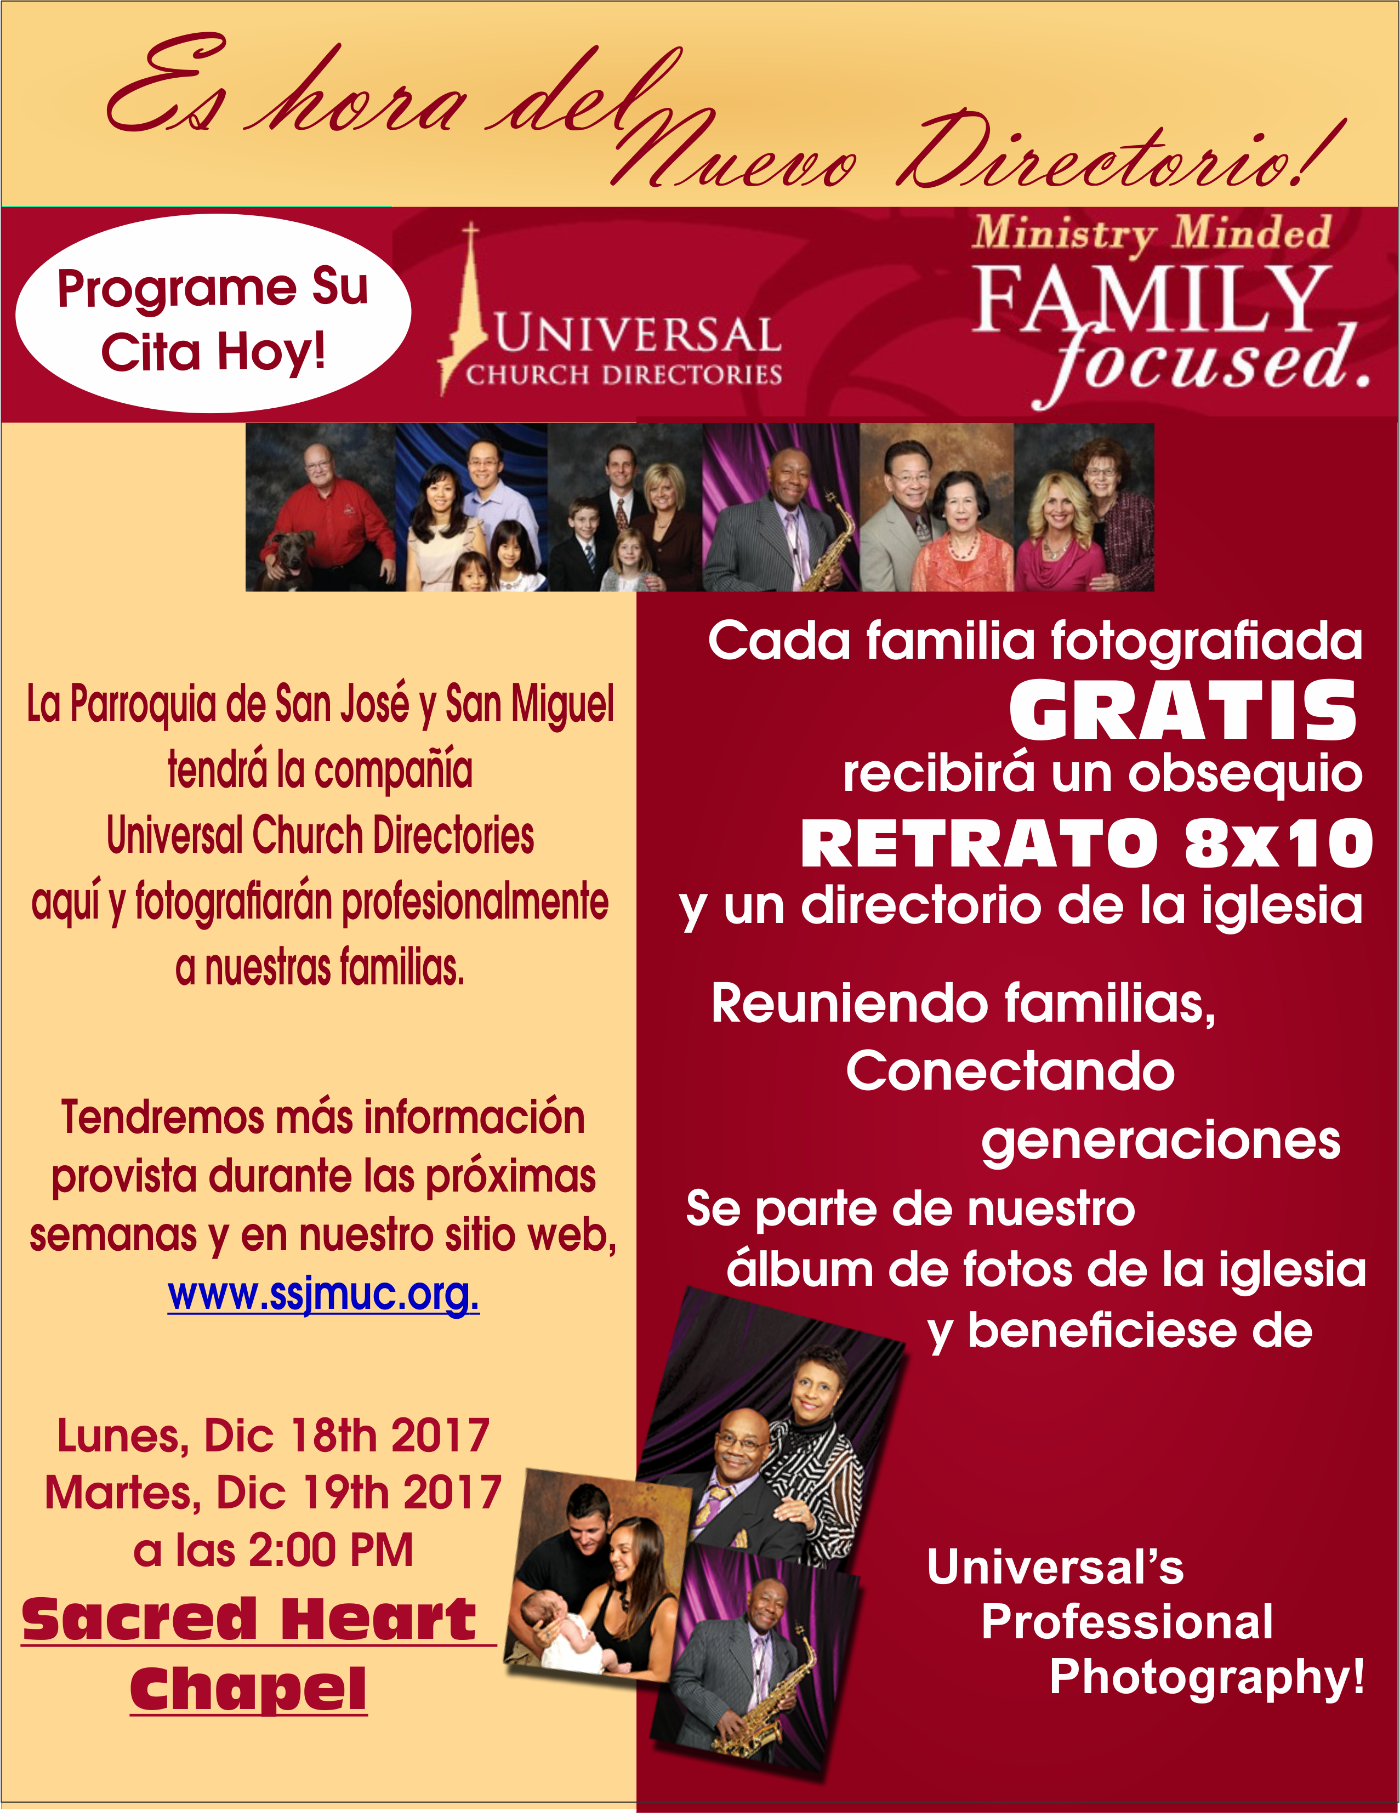 Es hora del
Nuevo Directorio!
Programe Su
Cita Hoy!
UNIVERSAL
CHURCH DIRECTORIES
Ministry Minded
FAMILY
focused.
La Parroquia de San José y San Miguel
tendrá la compañía
Universal Church Directories
aquí y fotografiarán profesionalmente
a nuestras familias.
Tendremos más información
provista durante las próximas
semanas y en nuestro sitio web,
www.ssjmuc.org.
Lunes, Dic 18th 2017
Martes, Dic 19th 2017
a las 2:00 PM
Sacred Heart
Chapel
Cada familia fotografiada
GRATIS
recibirá un obsequio
RETRATO 8x10
y un directorio de la iglesia
Reuniendo familias,
Conectando
generaciones
Se parte de nuestro
álbum de fotos de la iglesia
y beneficiese de
Universal’s
Professional
Photography!